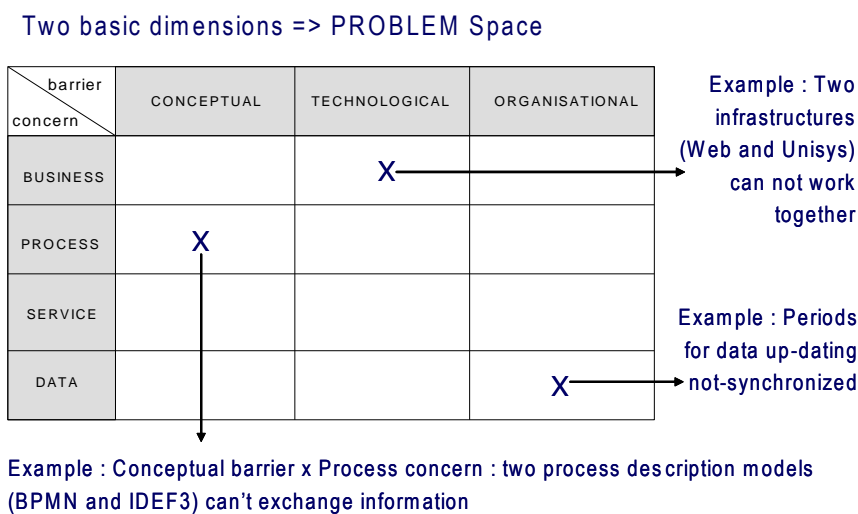 Two basic dimensions => PROBLEM Space
barrier
concern
CONCEPTUAL
TECHNOLOGICAL
ORGANISATIONAL
BUSINESS
X
PROCESS
X
SERVICE
DATA
X
Example : Two
infrastructures
(Web and Unisys)
can not work
together
Example : Periods
for data up-dating
not-synchronized
Example : Conceptual barrier x Process concern : two process description models
(BPMN and IDEF3) can't exchange information